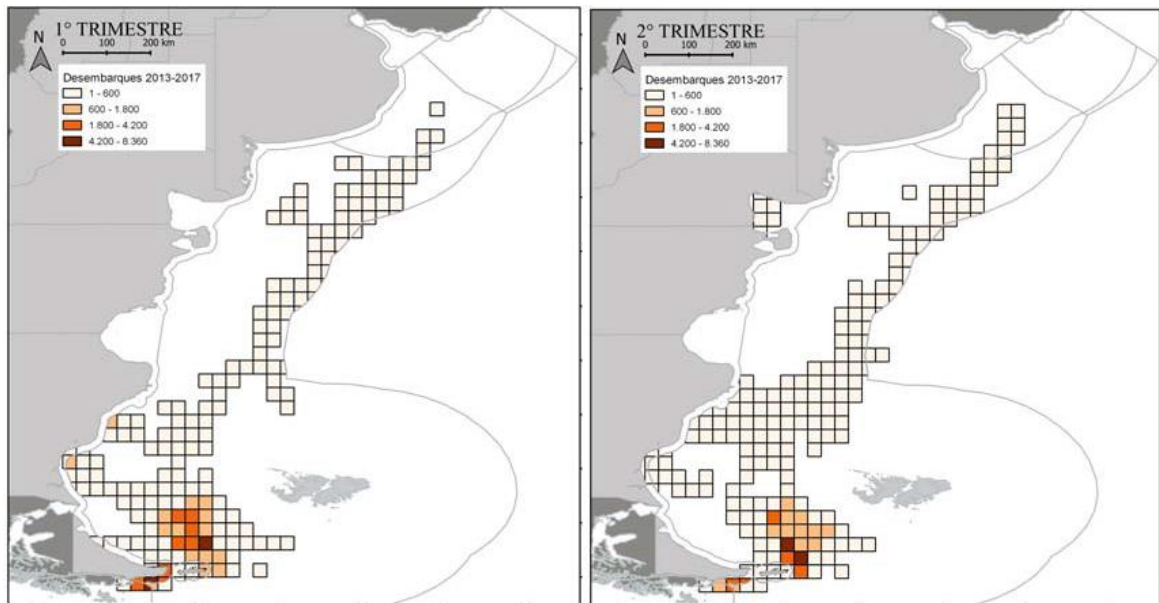 1° TRIMESTRE
N
0 100 200 km
Desembarques 2013-2017
1 - 600
600 - 1.800
1.800 - 4.200
4.200 - 8.360
2° TRIMESTRE
N
0 100 200 km
Desembarques 2013-2017
1 - 600
600 - 1.800
1.800 - 4.200
4.200 - 8.360